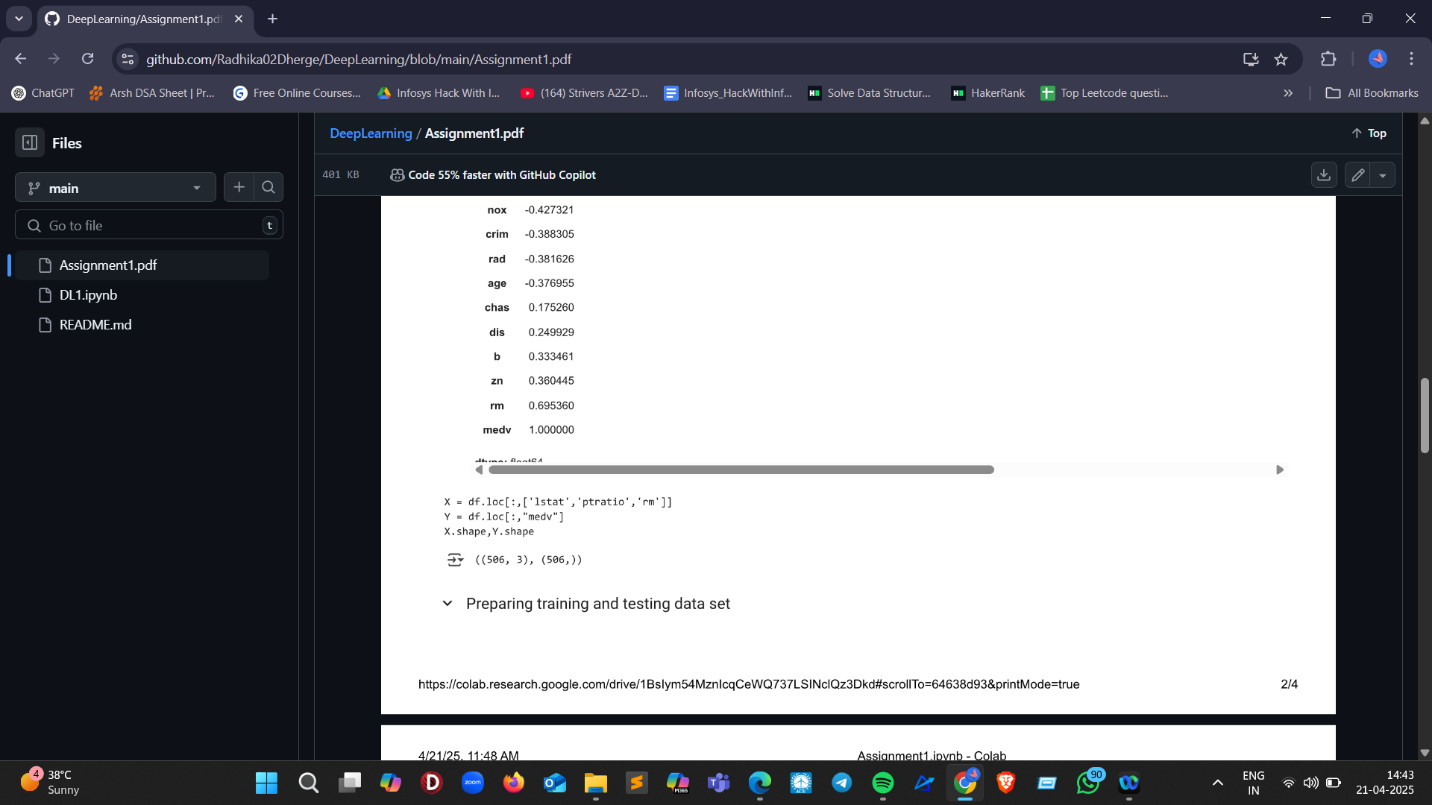 DeepLearning/Assignment1.pdf
github.com/Radhika02Dherge/DeepLearning/blob/main/Assignment1.pdf
ChatGPT
Arsh DSA Sheet | Pr...
Free Online Courses...
Infosys Hack With I...
(164) Strivers A2Z-D...
Infosys_HackWithInf...
Solve Data Structur...
HakerRank
Top Leetcode questi...
All Bookmarks
Files
main
Go to file
t
Assignment1.pdf
DL1.ipynb
README.md
DeepLearning / Assignment1.pdf
Top
401 KB
Code 55% faster with GitHub Copilot
nox -0.427321
crim -0.388305
rad -0.381626
age -0.376955
chas 0.175260
dis 0.249929
b 0.333461
zn 0.360445
rm 0.695360
medv 1.000000
dtype: float64
X = df.loc[:,['lstat','ptratio','rm']]
Y = df.loc[:,"medv"]
X.shape,Y.shape
((506, 3), (506,))
Preparing training and testing data set
https://colab.research.google.com/drive/1BsIym54MznIcqCeWQ737LSINclQz3Dkd#scrollTo=64638d93&printMode=true
2/4
4/21/25, 11:48 AM
Assignment1.ipynb - Colab
4
38°C
Sunny
zoom
90
ENG
IN
14:43
21-04-2025